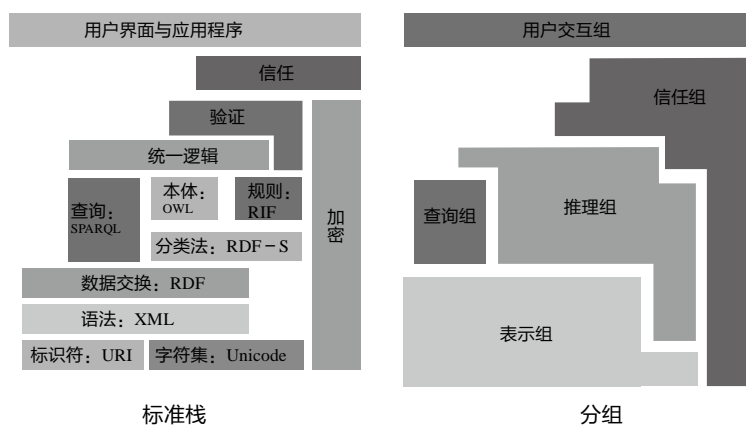 用户界面与应用程序
信任
验证
统一逻辑
查询：
SPARQL
本体：
OWL
规则：
RIF
加
密
分类法：RDF－S
数据交换：RDF
语法：XML
标识符：URI
字符集：Unicode
标准栈
用户交互组
信任组
查询组
推理组
表示组
分组